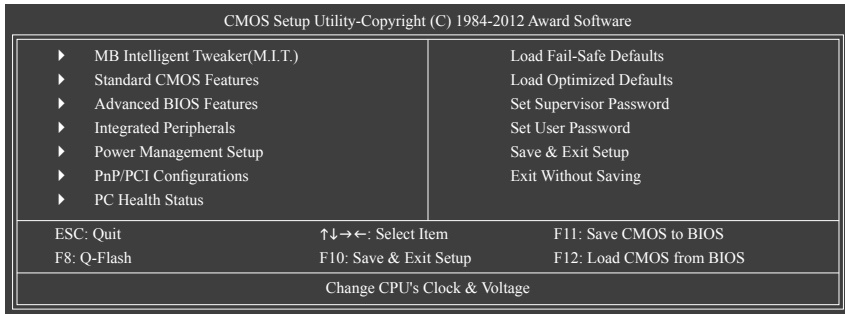 CMOS Setup Utility-Copyright (C) 1984-2012 Award Software
MB Intelligent Tweaker(M.I.T.)
Standard CMOS Features
Advanced BIOS Features
Integrated Peripherals
Power Management Setup
PnP/PCI Configurations
PC Health Status
Load Fail-Safe Defaults
Load Optimized Defaults
Set Supervisor Password
Set User Password
Save & Exit Setup
Exit Without Saving
ESC: Quit ↑↓→←: Select Item F11: Save CMOS to BIOS
F8: Q-Flash F10: Save & Exit Setup F12: Load CMOS from BIOS
Change CPU's Clock & Voltage